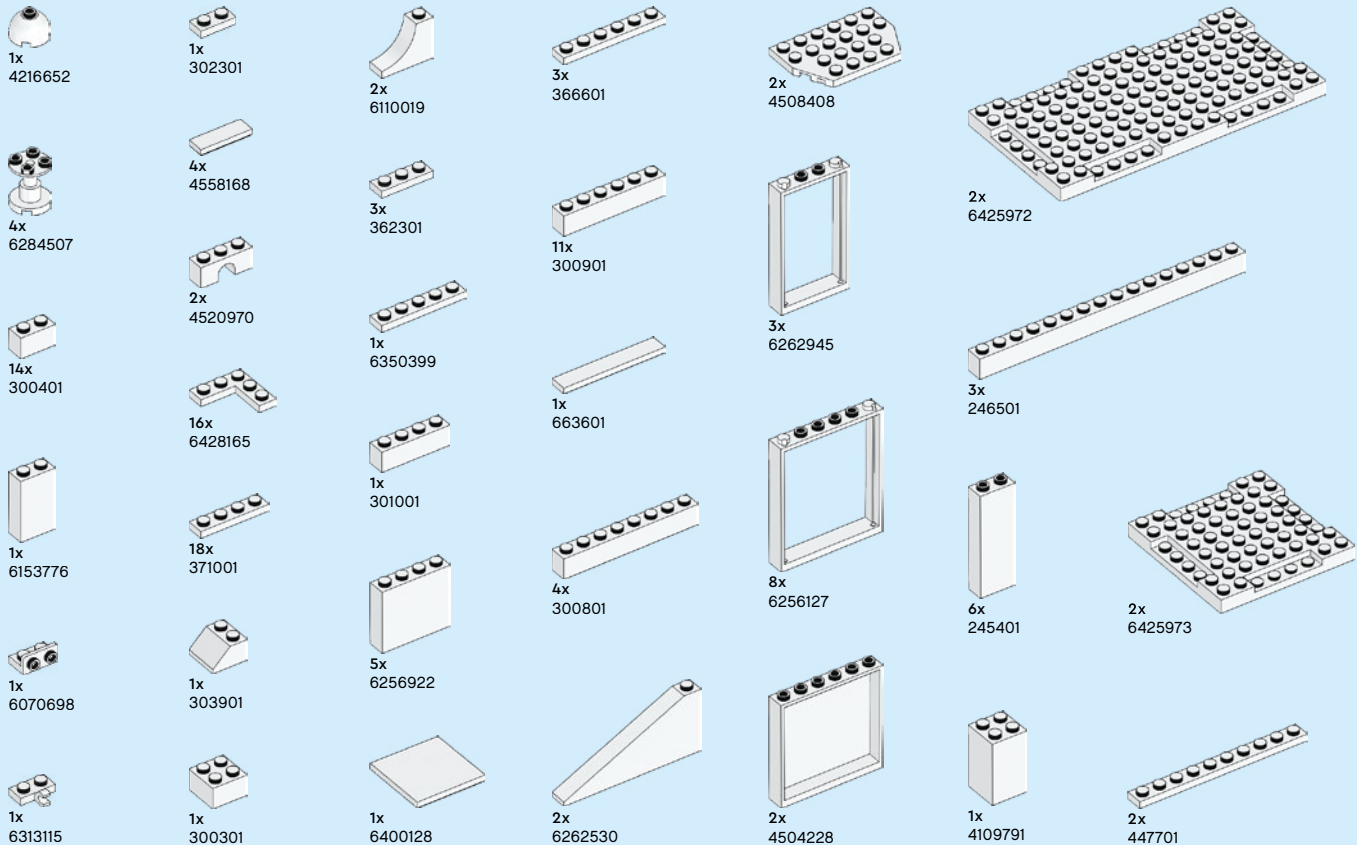 1x
4216652
4x
6284507
14x
300401
1x
6153776
1x
6070698
1x
6313115
1x
302301
4x
4558168
2x
4520970
16x
6428165
18x
371001
1x
303901
1x
300301
2x
6110019
3x
362301
1x
6350399
1x
301001
5x
6256922
1x
6400128
3x
366601
11x
300901
1x
663601
4x
300801
2x
6262530
2x
4508408
3x
6262945
8x
6256127
2x
4504228
2x
6425972
3x
246501
6x
245401
1x
4109791
2x
6425973
2x
447701